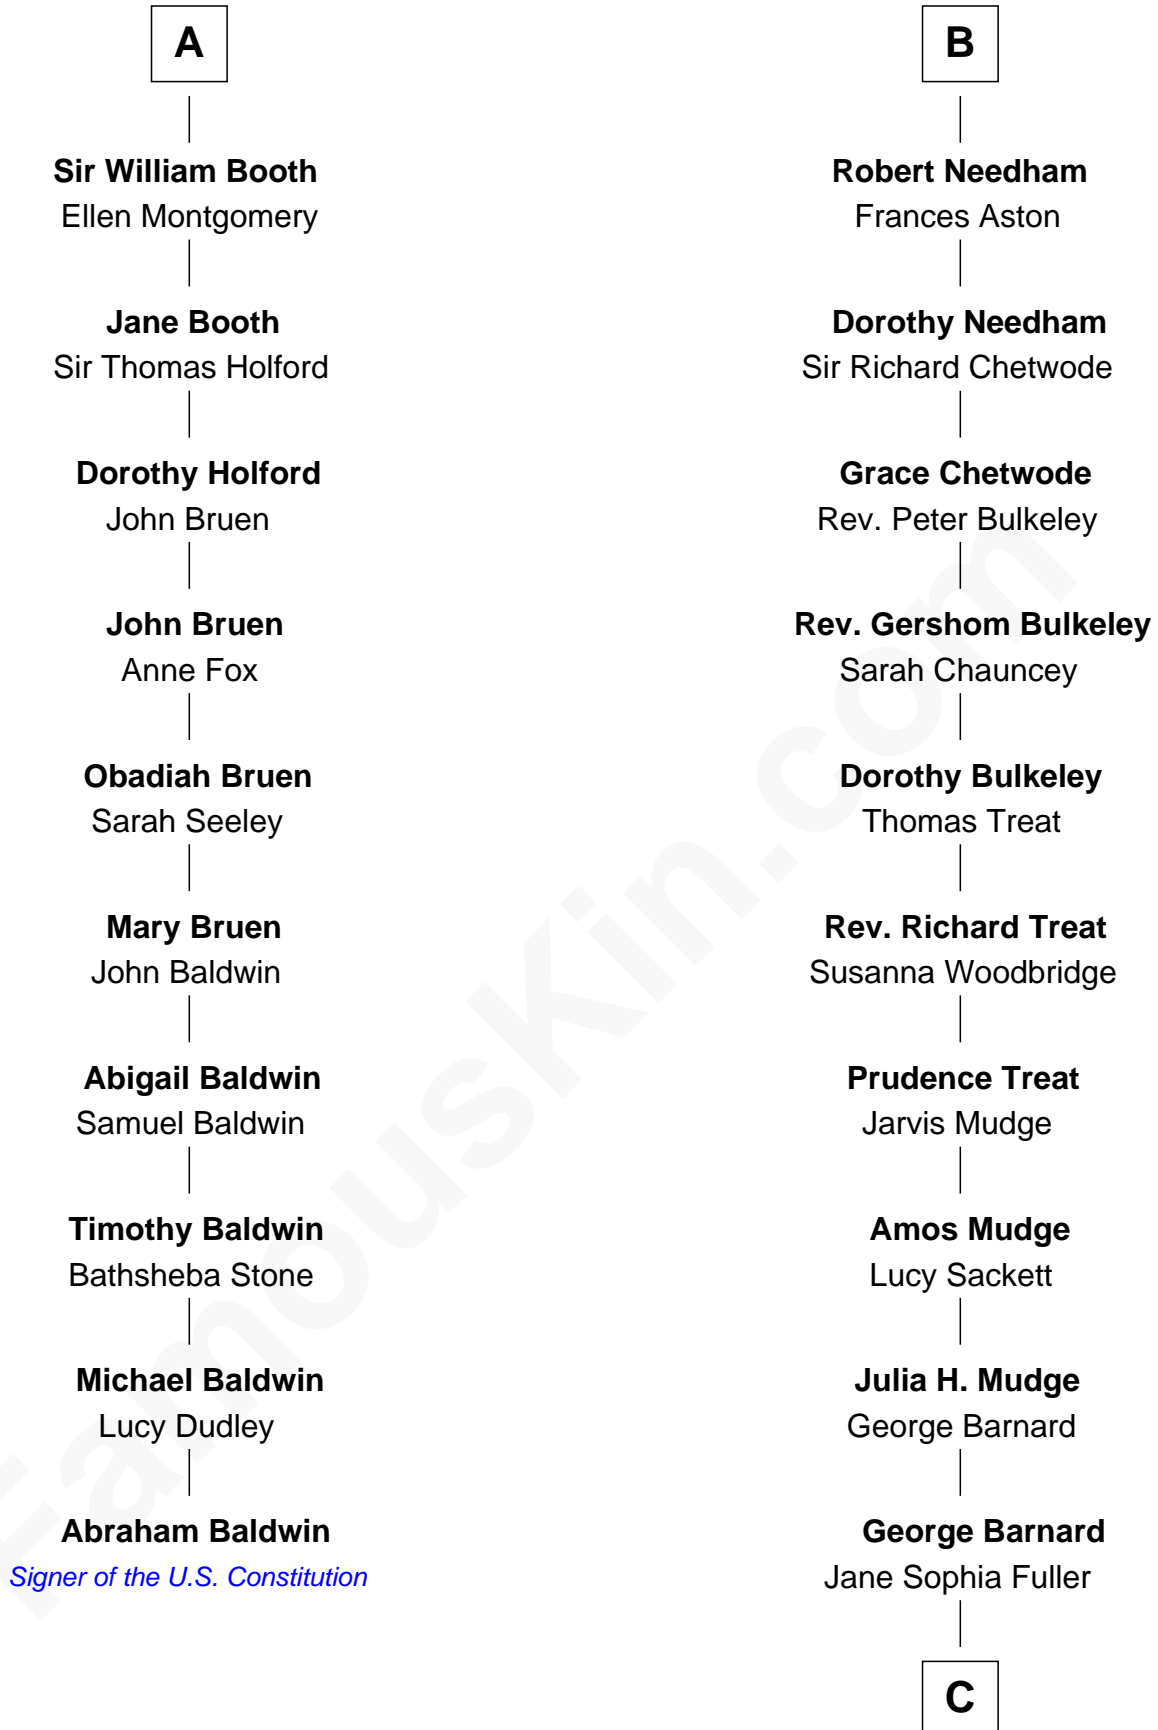 A
Sir William Booth
Ellen Montgomery
Jane Booth
Sir Thomas Holford
Dorothy Holford
John Bruen
John Bruen
Anne Fox
Obadiah Bruen
Sarah Seeley
Mary Bruen
John Baldwin
Abigail Baldwin
Samuel Baldwin
Timothy Baldwin
Bathsheba Stone
Michael Baldwin
Lucy Dudley
Abraham Baldwin
Signer of the U.S. Constitution
B
Robert Needham
Frances Aston
Dorothy Needham
Sir Richard Chetwode
Grace Chetwode
Rev. Peter Bulkeley
Rev. Gershom Bulkeley
Sarah Chauncey
Dorothy Bulkeley
Thomas Treat
Rev. Richard Treat
Susanna Woodbridge
Prudence Treat
Jarvis Mudge
Amos Mudge
Lucy Sackett
Julia H. Mudge
George Barnard
George Barnard
Jane Sophia Fuller
C
FamousKin.com